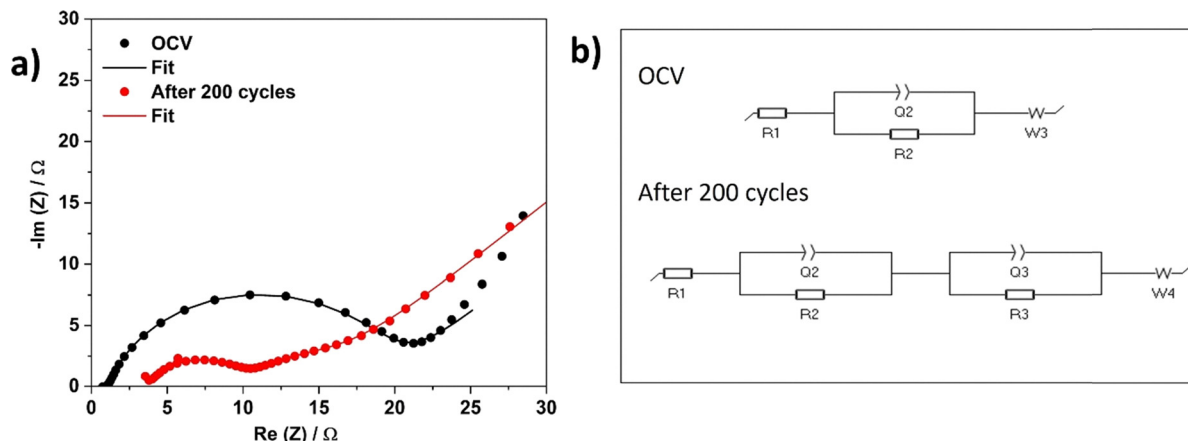 a)
30
25
20
15
10
5
0
-Im (Z) / Ω
OCV
Fit
After 200 cycles
Fit
0 5 10 15 20 25 30
Re (Z) / Ω
b)
OCV
R1
Q2
R2
W3
After 200 cycles
R1
Q2
R2
Q3
R3
W4